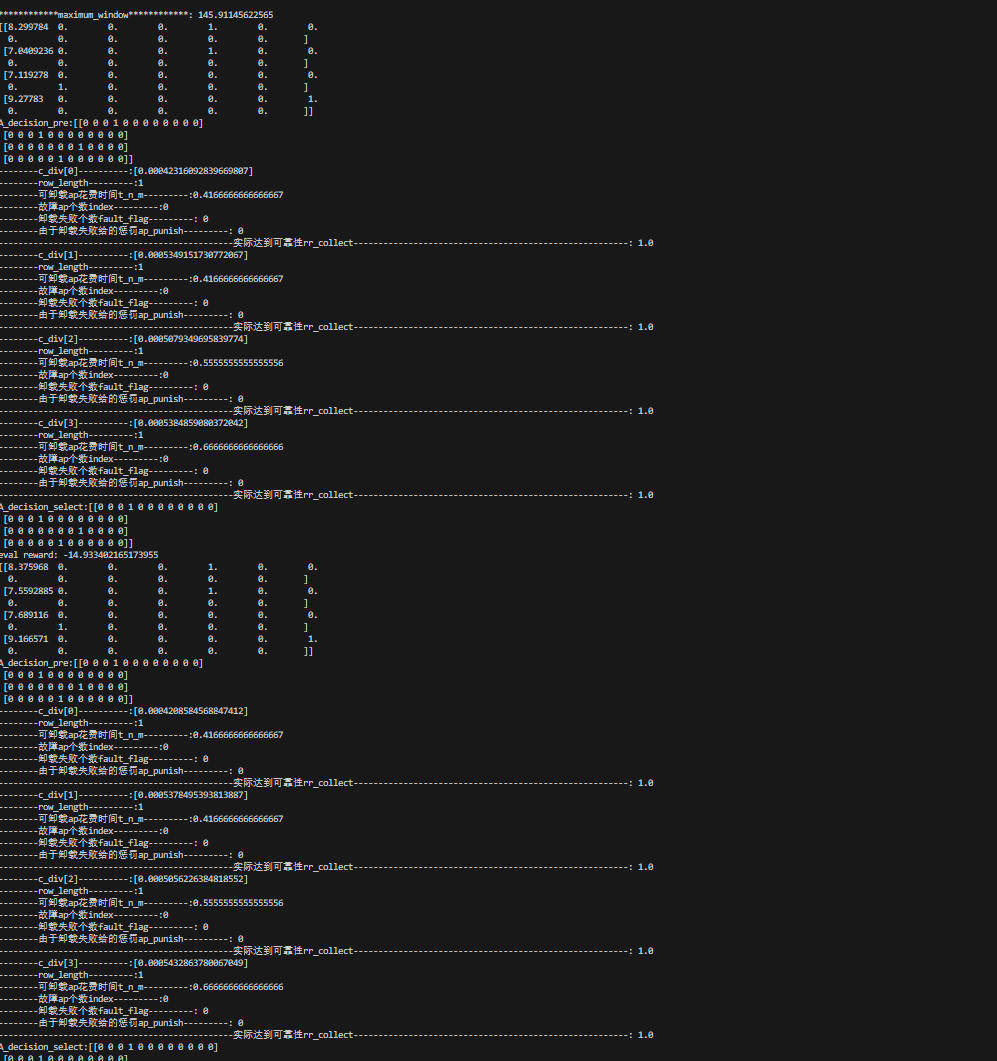 ************maximum_window************: 145.91145622565
[[8.299784  0.        0.        0.        1.        0.        0.
  0.        0.        0.        0.        0.        0.       ]
 [7.0409236 0.        0.        0.        1.        0.        0.
  0.        0.        0.        0.        0.        0.       ]
 [7.119278  0.        0.        0.        0.        0.        0.
  0.        1.        0.        0.        0.        0.       ]
 [9.27783   0.        0.        0.        0.        0.        1.
  0.        0.        0.        0.        0.        0.       ]]
A_decision_pre:[[0 0 0 1 0 0 0 0 0 0 0 0]
 [0 0 0 1 0 0 0 0 0 0 0 0]
 [0 0 0 0 0 0 0 1 0 0 0 0]
 [0 0 0 0 0 1 0 0 0 0 0 0]]
--------c_div[0]----------:[0.00042316092839669807]
--------row_length---------:1
--------可卸载ap花费时间t_n_m---------:0.4166666666666667
--------故障ap个数index---------:0
--------卸载失败个数fault_flag---------: 0
--------由于卸载失败给的惩罚ap_punish---------: 0
-----------------------------------------------实际达到可靠性rr_collect-------------------------------------------------------: 1.0
--------c_div[1]----------:[0.0005349151730772067]
--------row_length---------:1
--------可卸载ap花费时间t_n_m---------:0.4166666666666667
--------故障ap个数index---------:0
--------卸载失败个数fault_flag---------: 0
--------由于卸载失败给的惩罚ap_punish---------: 0
-----------------------------------------------实际达到可靠性rr_collect-------------------------------------------------------: 1.0
--------c_div[2]----------:[0.0005079349695839774]
--------row_length---------:1
--------可卸载ap花费时间t_n_m---------:0.5555555555555556
--------故障ap个数index---------:0
--------卸载失败个数fault_flag---------: 0
--------由于卸载失败给的惩罚ap_punish---------: 0
-----------------------------------------------实际达到可靠性rr_collect-------------------------------------------------------: 1.0
--------c_div[3]----------:[0.0005384859080372042]
--------row_length---------:1
--------可卸载ap花费时间t_n_m---------:0.6666666666666666
--------故障ap个数index---------:0
--------卸载失败个数fault_flag---------: 0
--------由于卸载失败给的惩罚ap_punish---------: 0
-----------------------------------------------实际达到可靠性rr_collect-------------------------------------------------------: 1.0
A_decision_select:[[0 0 0 1 0 0 0 0 0 0 0 0]
 [0 0 0 1 0 0 0 0 0 0 0 0]
 [0 0 0 0 0 0 0 1 0 0 0 0]
 [0 0 0 0 0 1 0 0 0 0 0 0]]
eval reward: -14.933402165173955
[[8.375968  0.        0.        0.        1.        0.        0.
  0.        0.        0.        0.        0.        0.       ]
 [7.5592885 0.        0.        0.        1.        0.        0.
  0.        0.        0.        0.        0.        0.       ]
 [7.689116  0.        0.        0.        0.        0.        0.
  0.        1.        0.        0.        0.        0.       ]
 [9.166571  0.        0.        0.        0.        0.        1.
  0.        0.        0.        0.        0.        0.       ]]
A_decision_pre:[[0 0 0 1 0 0 0 0 0 0 0 0]
 [0 0 0 1 0 0 0 0 0 0 0 0]
 [0 0 0 0 0 0 0 1 0 0 0 0]
 [0 0 0 0 0 1 0 0 0 0 0 0]]
--------c_div[0]----------:[0.0004208584568847412]
--------row_length---------:1
--------可卸载ap花费时间t_n_m---------:0.4166666666666667
--------故障ap个数index---------:0
--------卸载失败个数fault_flag---------: 0
--------由于卸载失败给的惩罚ap_punish---------: 0
-----------------------------------------------实际达到可靠性rr_collect-------------------------------------------------------: 1.0
--------c_div[1]----------:[0.0005378495393813887]
--------row_length---------:1
--------可卸载ap花费时间t_n_m---------:0.4166666666666667
--------故障ap个数index---------:0
--------卸载失败个数fault_flag---------: 0
--------由于卸载失败给的惩罚ap_punish---------: 0
-----------------------------------------------实际达到可靠性rr_collect-------------------------------------------------------: 1.0
--------c_div[2]----------:[0.0005056226384818552]
--------row_length---------:1
--------可卸载ap花费时间t_n_m---------:0.5555555555555556
--------故障ap个数index---------:0
--------卸载失败个数fault_flag---------: 0
--------由于卸载失败给的惩罚ap_punish---------: 0
-----------------------------------------------实际达到可靠性rr_collect-------------------------------------------------------: 1.0
--------c_div[3]----------:[0.0005432863780067049]
--------row_length---------:1
--------可卸载ap花费时间t_n_m---------:0.6666666666666666
--------故障ap个数index---------:0
--------卸载失败个数fault_flag---------: 0
--------由于卸载失败给的惩罚ap_punish---------: 0
-----------------------------------------------实际达到可靠性rr_collect-------------------------------------------------------: 1.0
A_decision_select:[[0 0 0 1 0 0 0 0 0 0 0 0]
 [0 0 0 1 0 0 0 0 0 0 0 0]